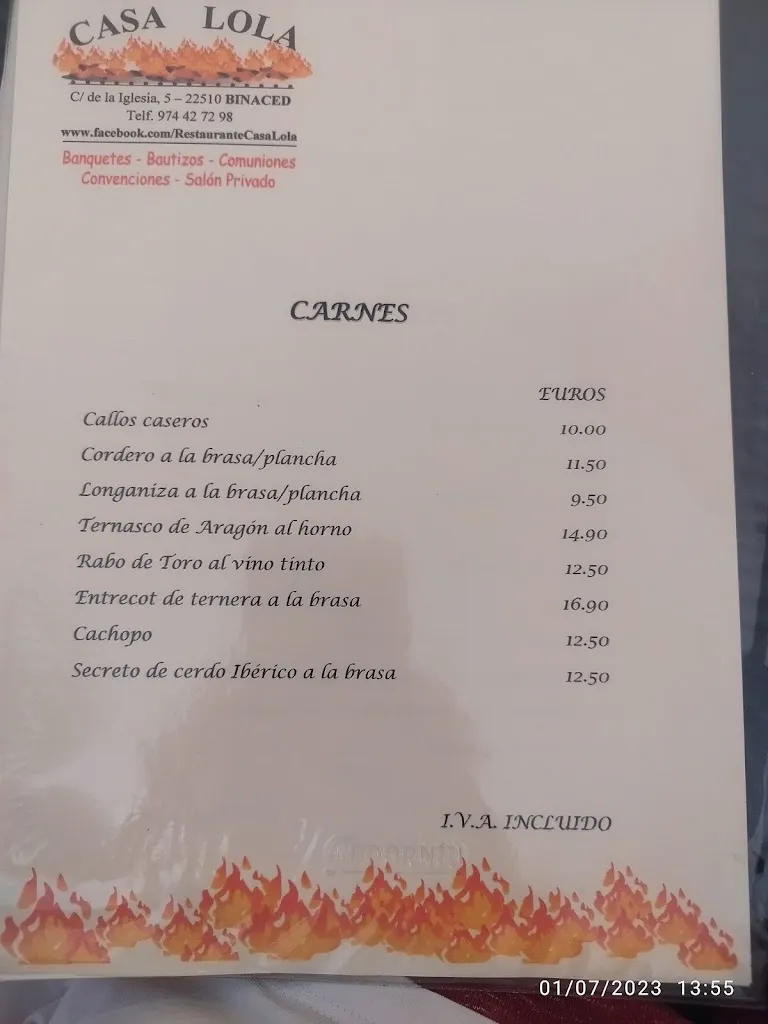 CASA LOLA
C/ de la Iglesia, 5 – 22510 BINACED
Telf. 974 42 72 98
www.facebook.com/RestauranteCasaLola
Banquetes - Bautizos - Comuniones
Convenciones - Salón Privado
CARNES
EUROS
Callos caseros 10.00
Cordero a la brasa/plancha 11.50
Longaniza a la brasa/plancha 9.50
Ternasco de Aragón al horno 14.90
Rabo de Toro al vino tinto 12.50
Entrecot de ternera a la brasa 16.90
Cachopo 12.50
Secreto de cerdo Ibérico a la brasa 12.50
I.V.A. INCLUIDO
01/07/2023 13:55